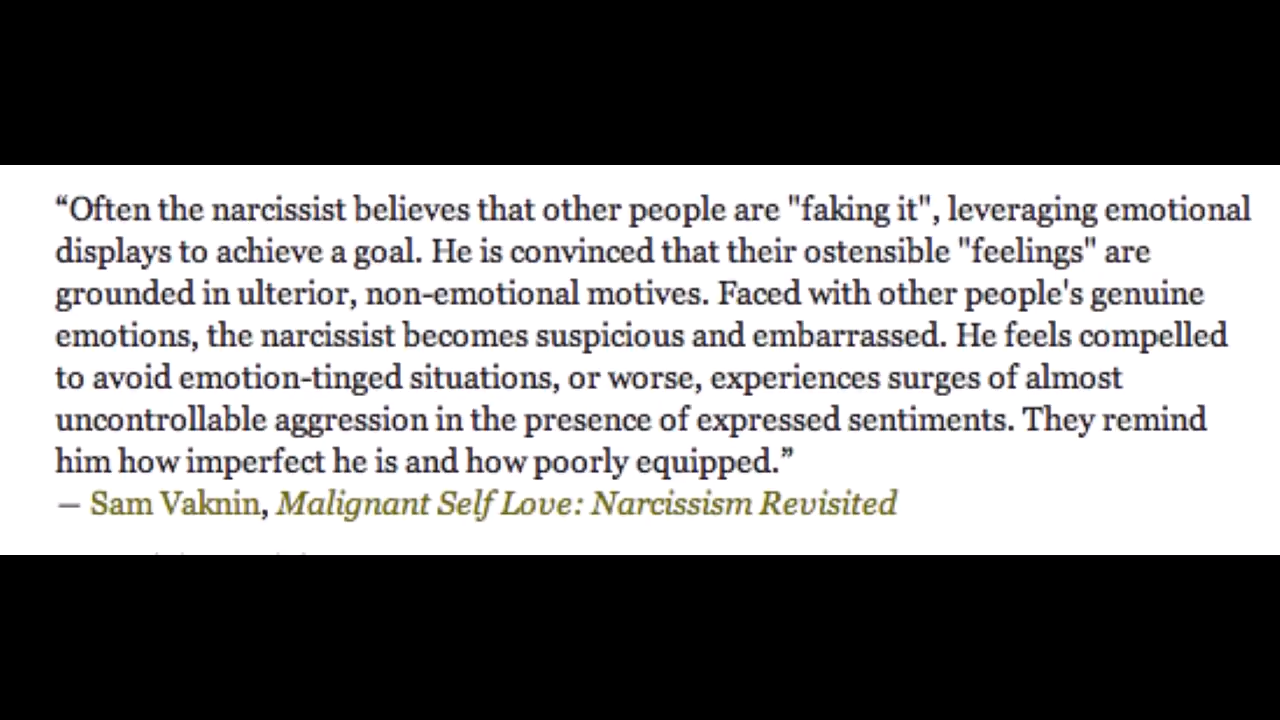 “Often the narcissist believes that other people are "faking it", leveraging emotional
displays to achieve a goal. He is convinced that their ostensible "feelings" are
grounded in ulterior, non-emotional motives. Faced with other people's genuine
emotions, the narcissist becomes suspicious and embarrassed. He feels compelled
to avoid emotion-tinged situations, or worse, experiences surges of almost
uncontrollable aggression in the presence of expressed sentiments. They remind
him how imperfect he is and how poorly equipped.”
— Sam Vaknin, Malignant Self Love: Narcissism Revisited